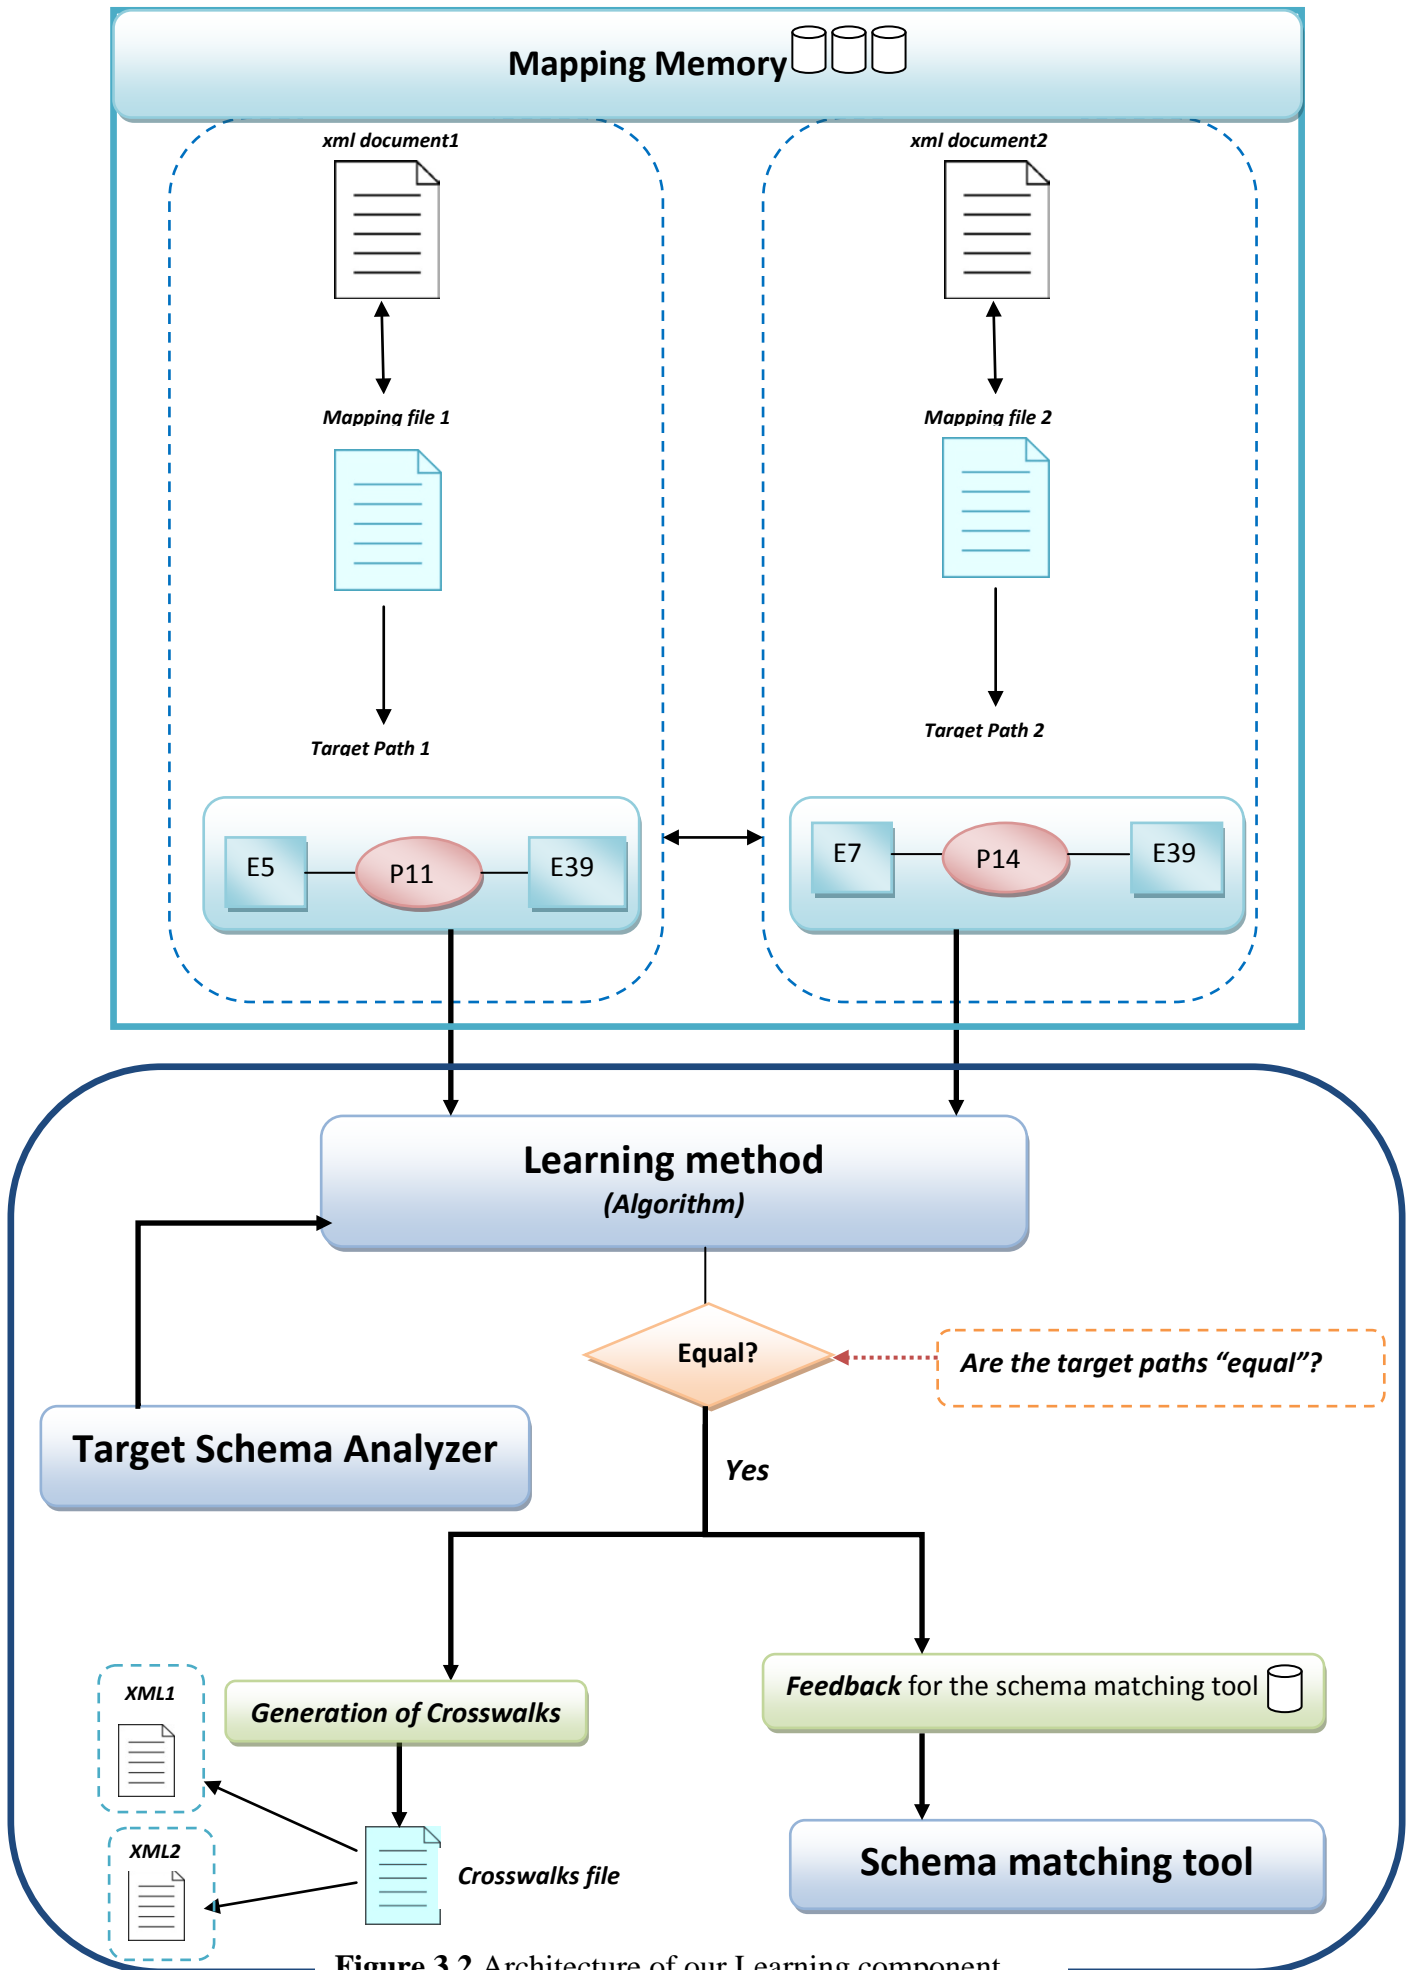 Mapping Memory
xml document1
xml document2
Mapping file 1
Mapping file 2
Target Path 1
Target Path 2
E5
P11
E39
E7
P14
E39
Learning method
(Algorithm)
Equal?
Are the target paths “equal”?
Target Schema Analyzer
Yes
XML1
Generation of Crosswalks
Feedback for the schema matching tool
XML2
Crosswalks file
Schema matching tool
Figure 3.2 Architecture of our Learning component